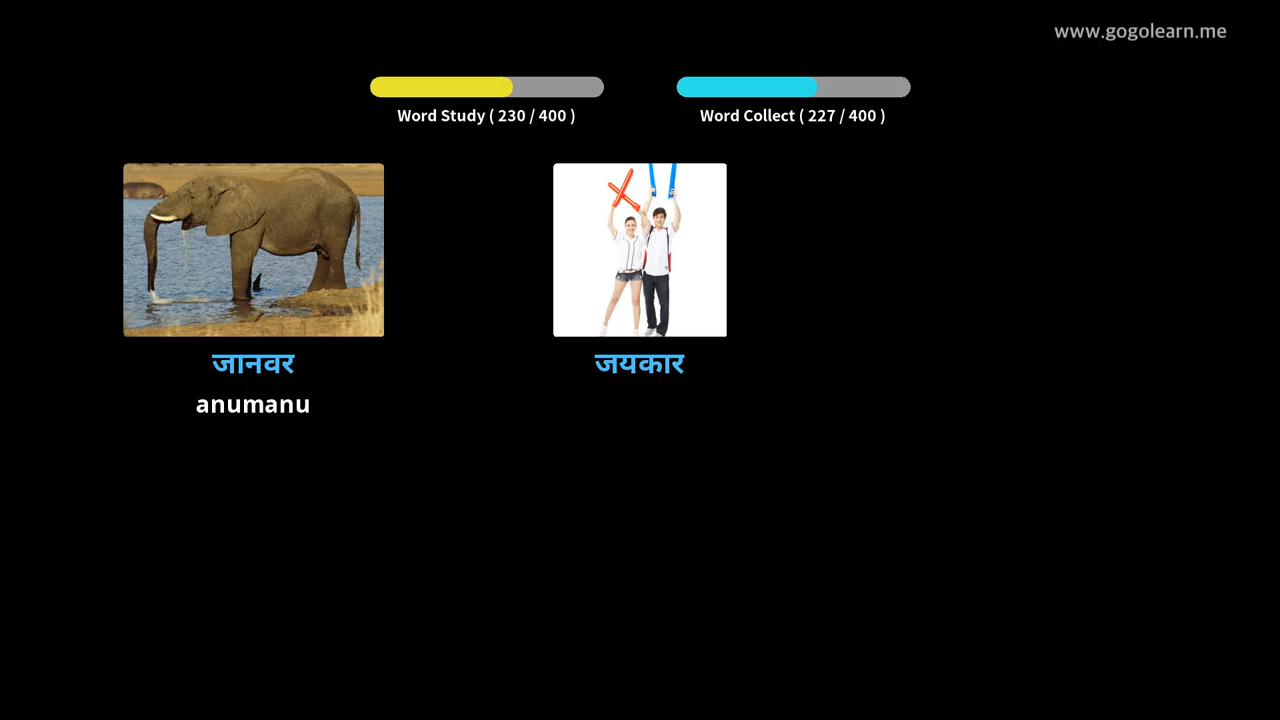 www.gogolearn.me
Word Study ( 230 / 400 )
Word Collect ( 227 / 400 )
जानवर
जयकार
anumanu